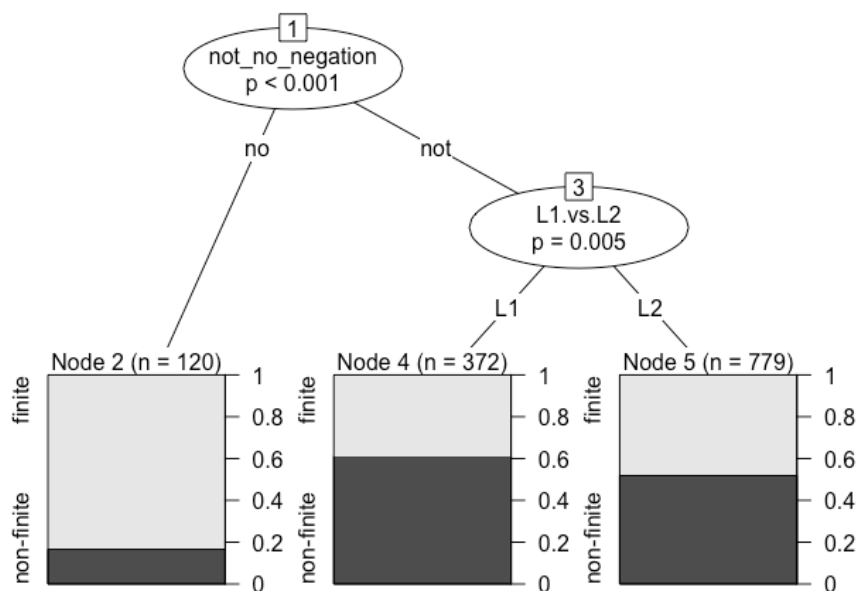 1
not_no_negation
p < 0.001
no
not
3
L1.vs.L2
p = 0.005
L1
L2
Node 2 (n = 120)
finite
non-finite
1
0.8
0.6
0.4
0.2
0
Node 4 (n = 372)
finite
non-finite
1
0.8
0.6
0.4
0.2
0
Node 5 (n = 779)
finite
non-finite
1
0.8
0.6
0.4
0.2
0